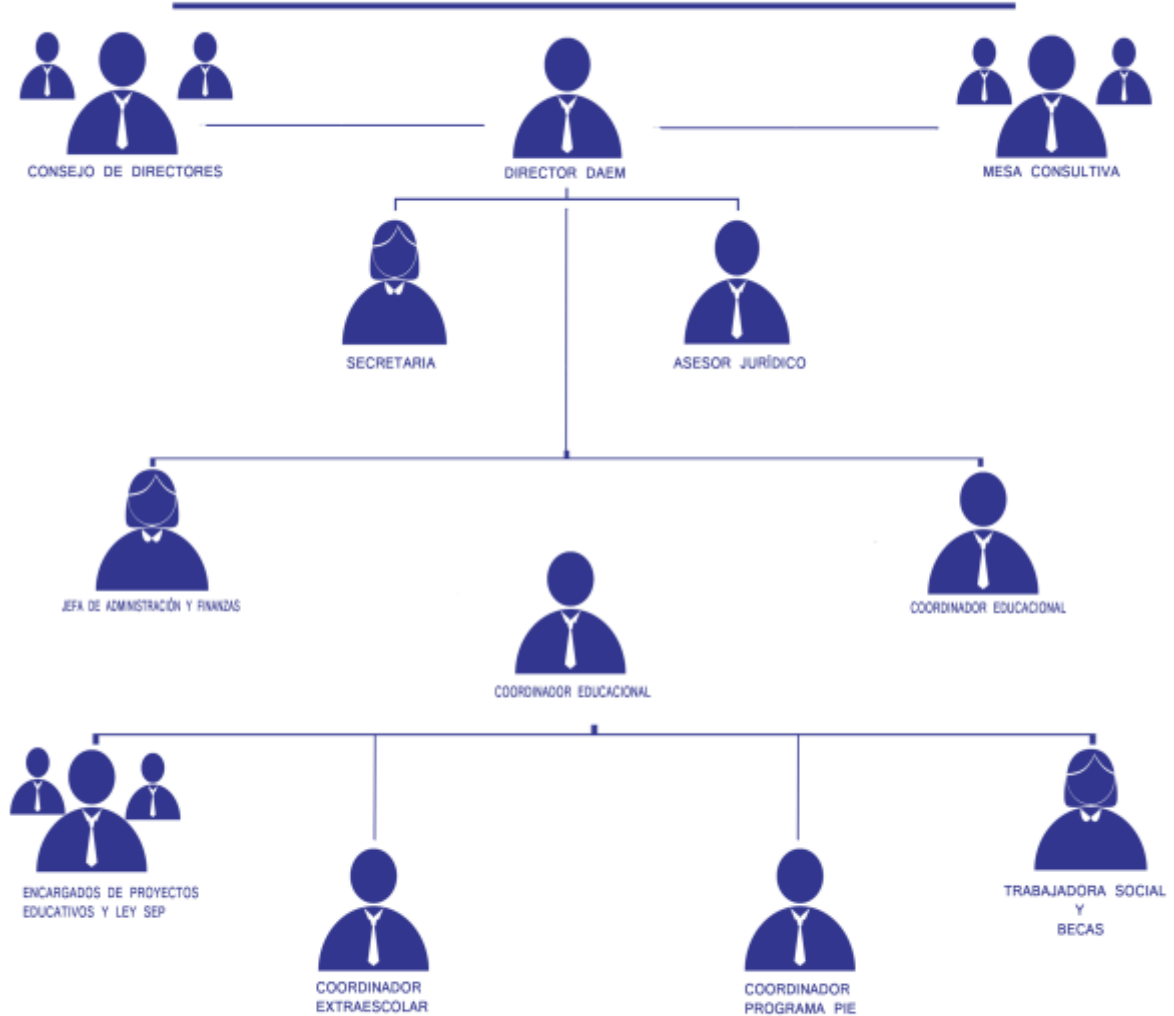 CONSEJO DE DIRECTORES
DIRECTOR DAEM
MESA CONSULTIVA
SECRETARIA
ASESOR JURÍDICO
JEFA DE ADMINISTRACIÓN Y FINANZAS
COORDINADOR EDUCACIONAL
COORDINADOR EDUCACIONAL
ENCARGADOS DE PROYECTOS
EDUCATIVOS Y LEY SEP
COORDINADOR
EXTRAESCOLAR
COORDINADOR
PROGRAMA PIE
TRABAJADORA SOCIAL
Y
BECAS